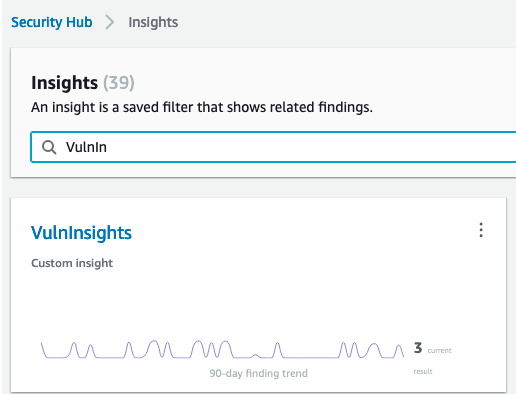 Security Hub > Insights
Insights (39)
An insight is a saved filter that shows related findings.
VulnIn
VulnInsights
Custom insight
3 current
result
90-day finding trend